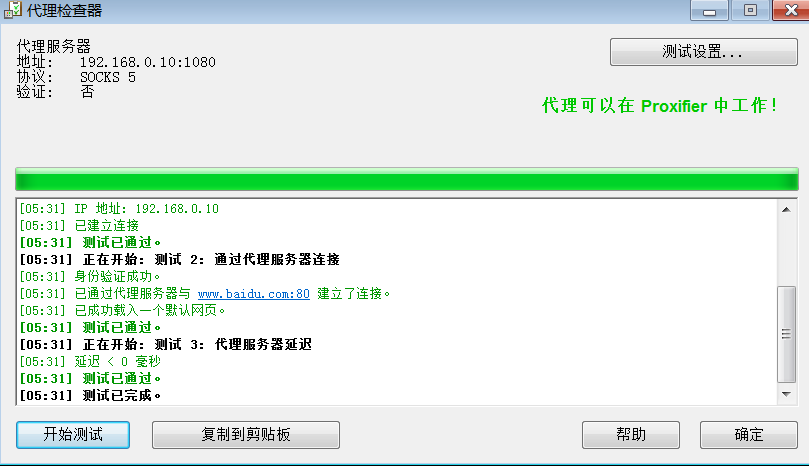 代理检查器
代理服务器
地址: 192.168.0.10:1080
协议: SOCKS 5
验证: 否
测试设置...
代理可以在 Proxifier 中工作!
[05:31] IP 地址: 192.168.0.10
[05:31] 已建立连接
[05:31] 测试已通过。
[05:31] 正在开始: 测试 2: 通过代理服务器连接
[05:31] 身份验证成功。
[05:31] 已通过代理服务器与 www.baidu.com:80 建立了连接。
[05:31] 已成功载入一个默认网页。
[05:31] 测试已通过。
[05:31] 正在开始: 测试 3: 代理服务器延迟
[05:31] 延迟 < 0 毫秒
[05:31] 测试已通过。
[05:31] 测试已完成。
开始测试
复制到剪贴板
帮助
确定